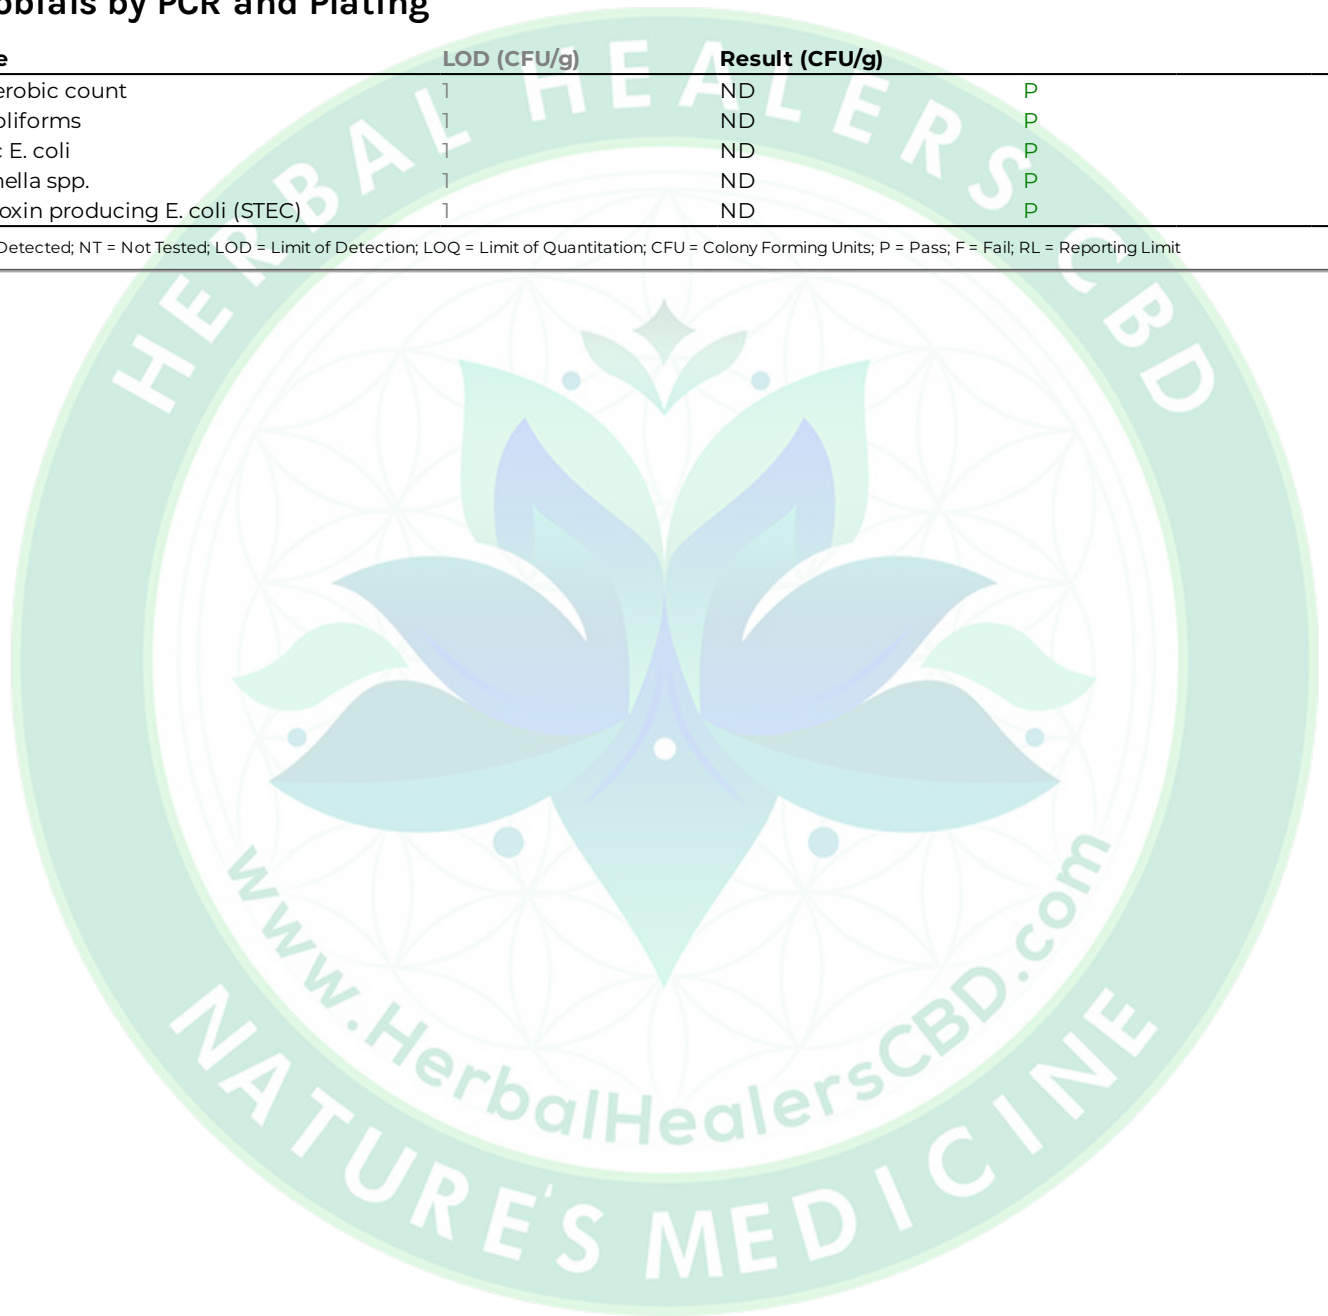 obials by PCR and Plating
e LOD (CFU/g) Result (CFU/g)
erobic count 1 ND P
oliforms 1 ND P
c E. coli 1 ND P
nella spp. 1 ND P
oxin producing E. coli (STEC) 1 ND P
Detected; NT = Not Tested; LOD = Limit of Detection; LOQ = Limit of Quantitation; CFU = Colony Forming Units; P = Pass; F = Fail; RL = Reporting Limit
HERBAL HEALERS CBD
www.HerbalHealersCBD.com
NATURE'S MEDICINE